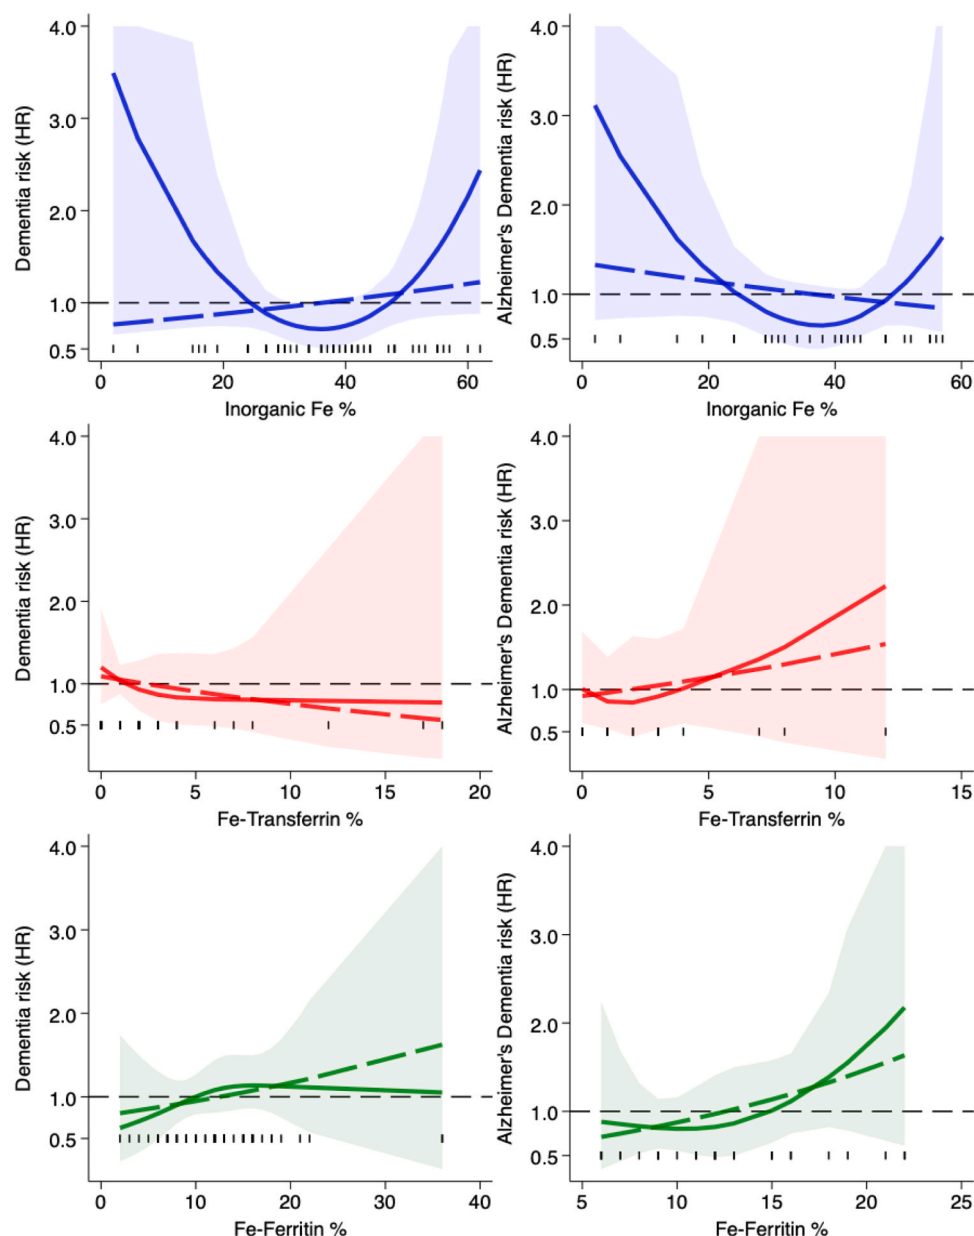 4.0
3.0
2.0
1.0
0.5
Dementia risk (HR)
0 20 40 60
Inorganic Fe %
4.0
3.0
2.0
1.0
0.5
Alzheimer's Dementia risk (HR)
0 20 40 60
Inorganic Fe %
4.0
3.0
2.0
1.0
0.5
Dementia risk (HR)
0 5 10 15 20
Fe-Transferrin %
4.0
3.0
2.0
1.0
0.5
Alzheimer's Dementia risk (HR)
0 5 10 15
Fe-Transferrin %
4.0
3.0
2.0
1.0
0.5
Dementia risk (HR)
0 10 20 30 40
Fe-Ferritin %
4.0
3.0
2.0
1.0
0.5
Alzheimer's Dementia risk (HR)
5 10 15 20 25
Fe-Ferritin %